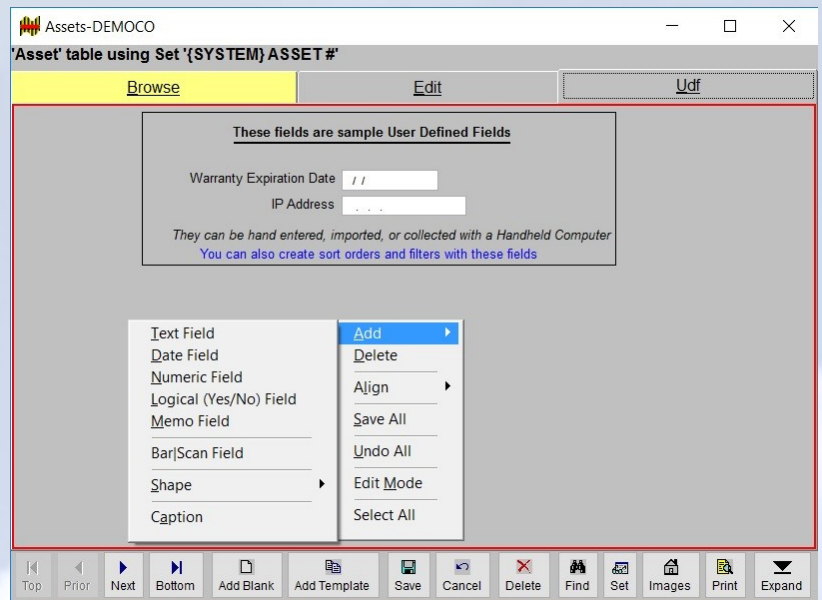 Assets-DEMOCO
'Asset' table using Set '{SYSTEM} ASSET #'
Browse Edit Udf
These fields are sample User Defined Fields
Warranty Expiration Date / /
IP Address . . .
They can be hand entered, imported, or collected with a Handheld Computer
You can also create sort orders and filters with these fields
Text Field
Date Field
Numeric Field
Logical (Yes/No) Field
Memo Field
Bar|Scan Field
Shape
Caption
Add
Delete
Align
Save All
Undo All
Edit Mode
Select All
Top Prior Next Bottom Add Blank Add Template Save Cancel Delete Find Set Images Print Expand